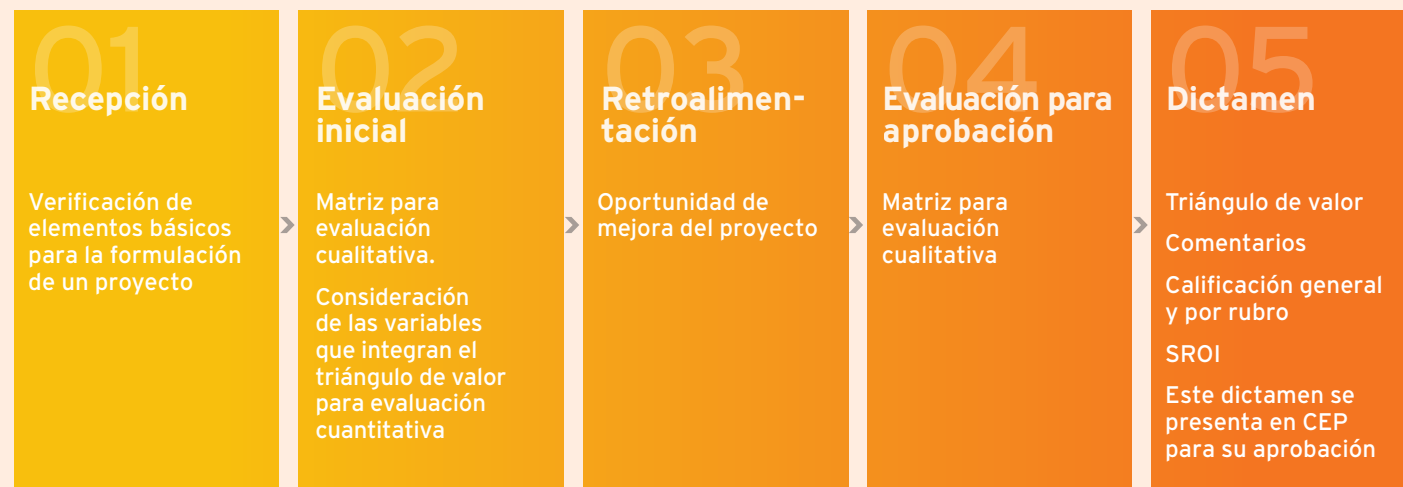 01
Recepción
Verificación de
elementos básicos
para la formulación
de un proyecto
02
Evaluación
inicial
Matriz para
evaluación
cualitativa.
Consideración
de las variables
que integran el
triángulo de valor
para evaluación
cuantitativa
03
Retroalimen-
tación
Oportunidad de
mejora del proyecto
04
Evaluación para
aprobación
Matriz para
evaluación
cualitativa
05
Dictamen
Triángulo de valor
Comentarios
Calificación general
y por rubro
SROI
Este dictamen se
presenta en CEP
para su aprobación